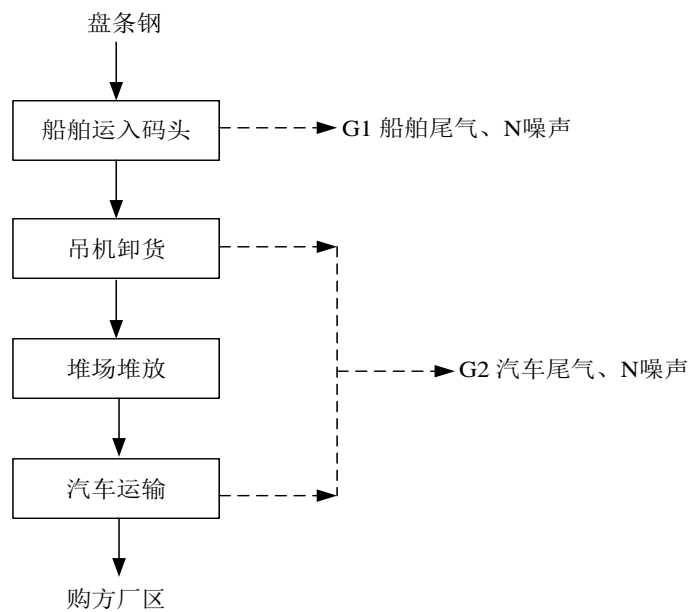 盘条钢
船舶运入码头
G1 船舶尾气、N噪声
吊机卸货
堆场堆放
G2 汽车尾气、N噪声
汽车运输
购方厂区